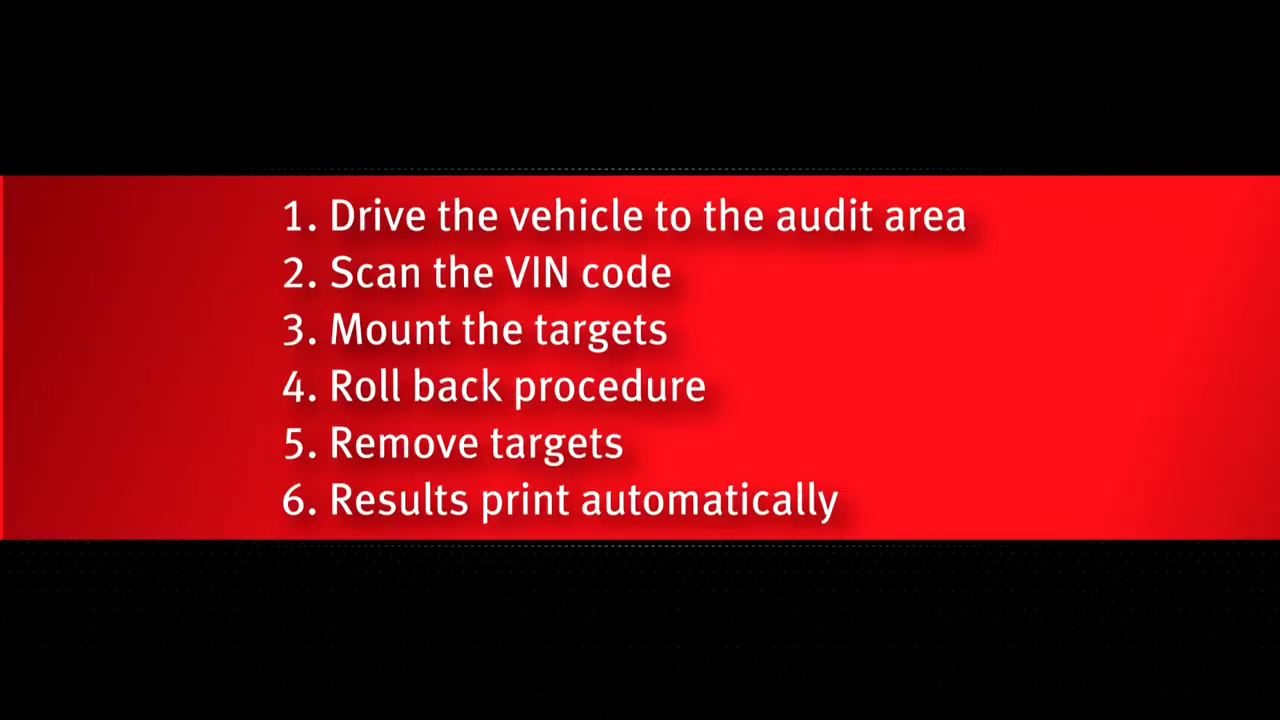 1. Drive the vehicle to the audit area
2. Scan the VIN code
3. Mount the targets
4. Roll back procedure
5. Remove targets
6. Results print automatically